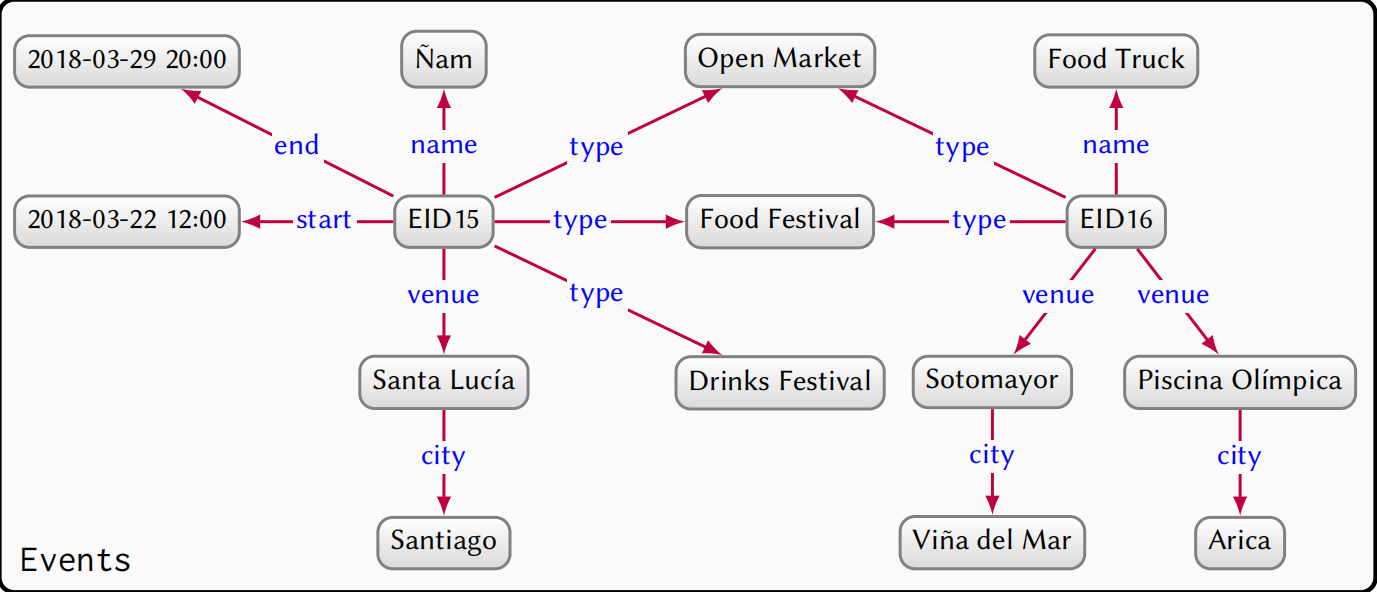 2018-03-29 20:00
Ñam
Open Market
Food Truck
end
name
type
type
name
2018-03-22 12:00
start
EID15
type
Food Festival
type
EID16
venue
type
venue
venue
Santa Lucía
Drinks Festival
Sotomayor
Piscina Olímpica
city
city
city
Santiago
Viña del Mar
Arica
Events